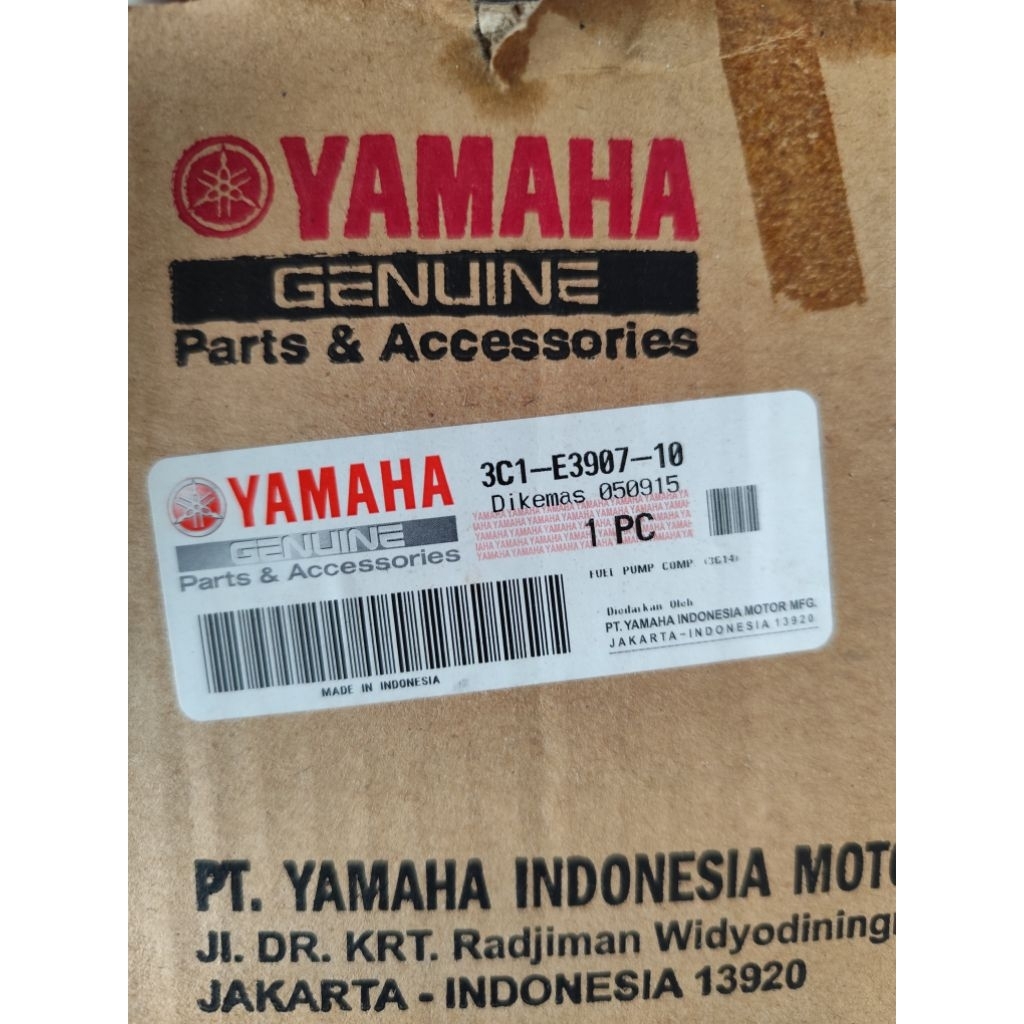 YAMAHA
GENUINE
Parts & Accessories
YAMAHA
GENUINE
Parts & Accessories
3C1-E3907-10
Dikemas 050915
1 PC
FUEL PUMP COMP
Diedarkan Oleh
PT. YAMAHA INDONESIA MOTOR MFG.
JAKARTA-INDONESIA 13920
MADE IN INDONESIA
PT. YAMAHA INDONESIA MOTO
Jl. DR. KRT. Radjiman Widyodining
JAKARTA - INDONESIA 13920